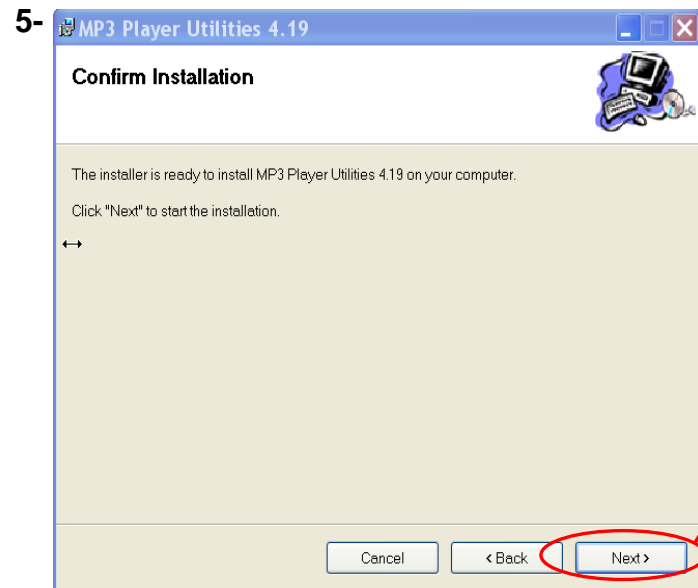 5-
MP3 Player Utilities 4.19
Confirm Installation
The installer is ready to install MP3 Player Utilities 4.19 on your computer.
Click "Next" to start the installation.
Cancel
< Back
Next >